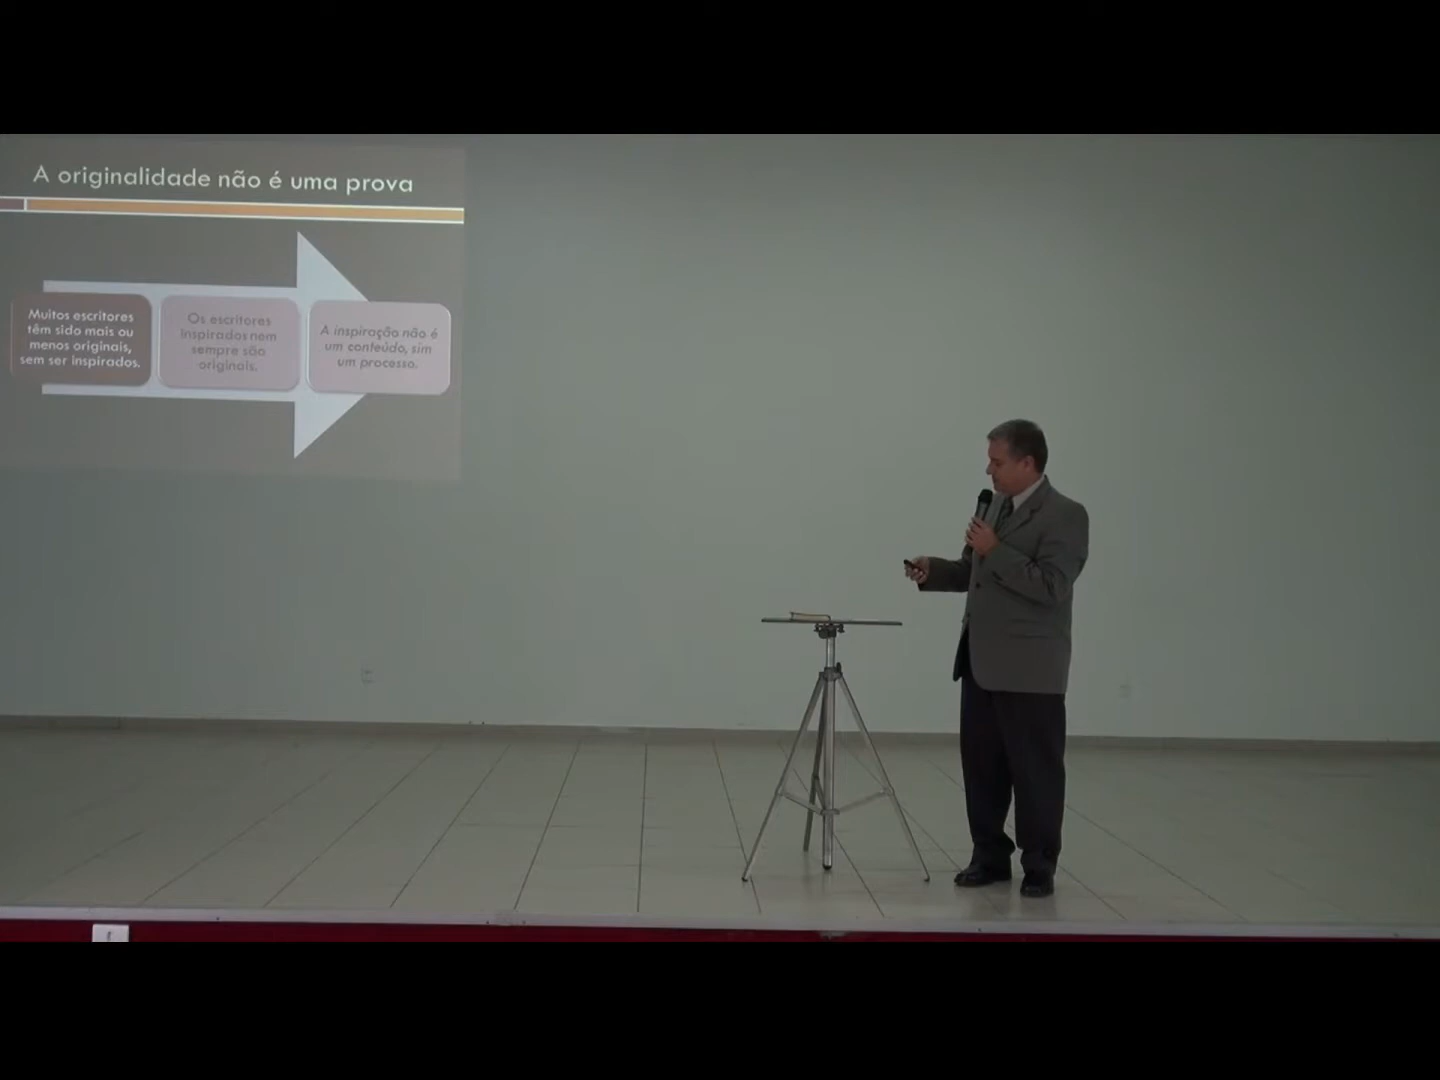 A originalidade não é uma prova
Muitos escritores
têm sido mais ou
menos originais,
sem ser inspirados.
Os escritores
inspirados nem
sempre são
originais.
A inspiração não é
um conteúdo, sim
um processo.